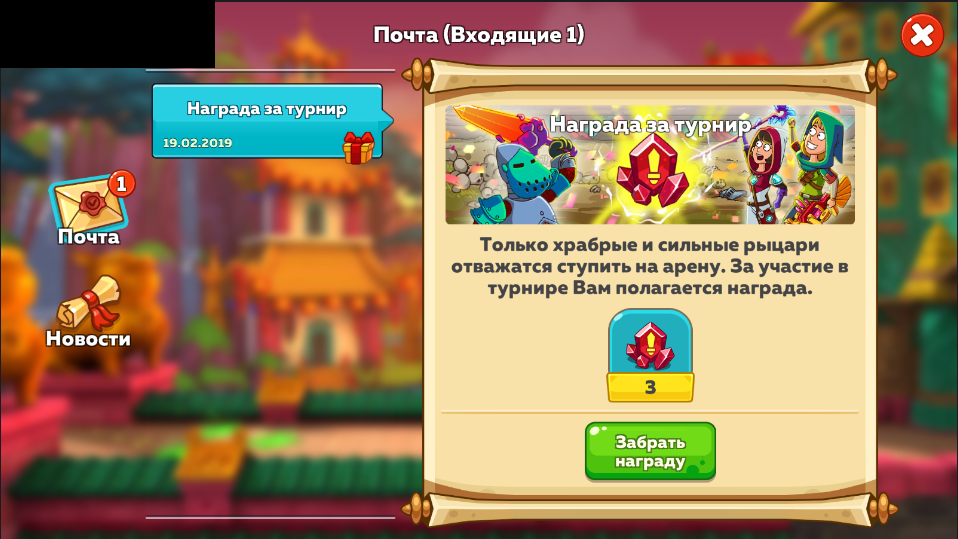 Почта (Входящие 1)
Награда за турнир
19.02.2019
1
Почта
Новости
Награда за турнир
Только храбрые и сильные рыцари
отважатся ступить на арену. За участие в
турнире Вам полагается награда.
3
Забрать
награду